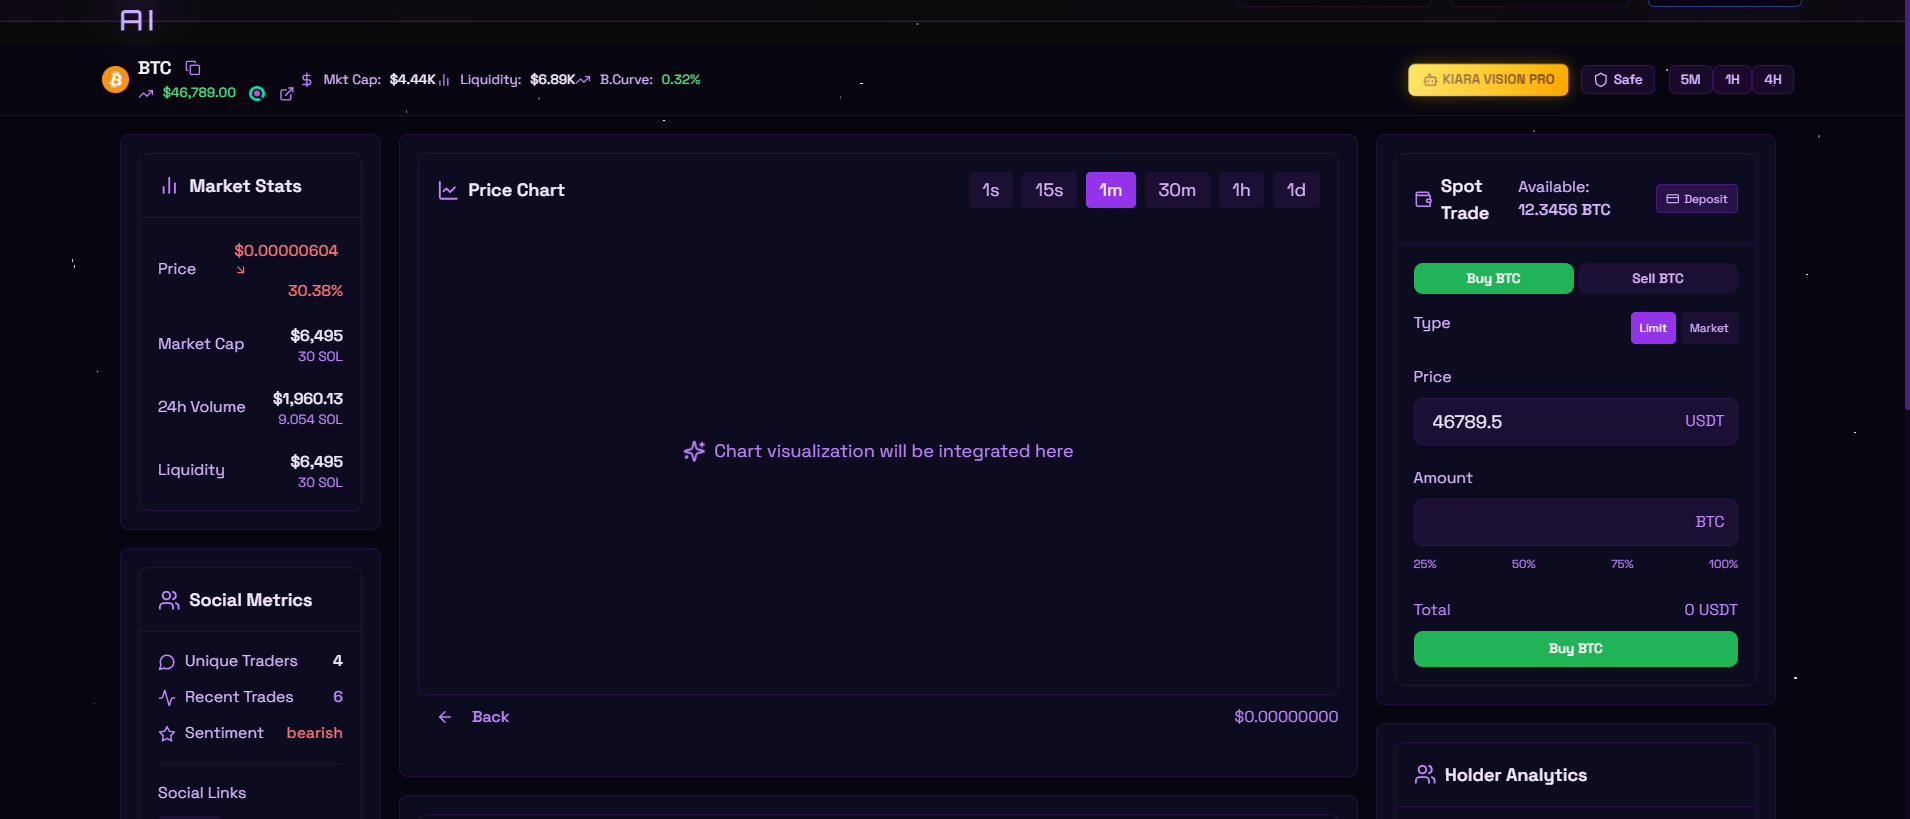 AI
BTC
$46,789.00
Mkt Cap: $4.44K
Liquidity: $6.89K
B.Curve: 0.32%
KIARA VISION PRO
Safe
5M
1H
4H
Market Stats
Price
$0.00000604
30.38%
Market Cap
$6,495
30 SOL
24h Volume
$1,960.13
9.054 SOL
Liquidity
$6,495
30 SOL
Social Metrics
Unique Traders 4
Recent Trades 6
Sentiment bearish
Social Links
Price Chart
1s 15s 1m 30m 1h 1d
Chart visualization will be integrated here
Back
$0.00000000
Spot
Trade
Available:
12.3456 BTC
Deposit
Buy BTC
Sell BTC
Type
Limit
Market
Price
46789.5 USDT
Amount
BTC
25% 50% 75% 100%
Total 0 USDT
Buy BTC
Holder Analytics